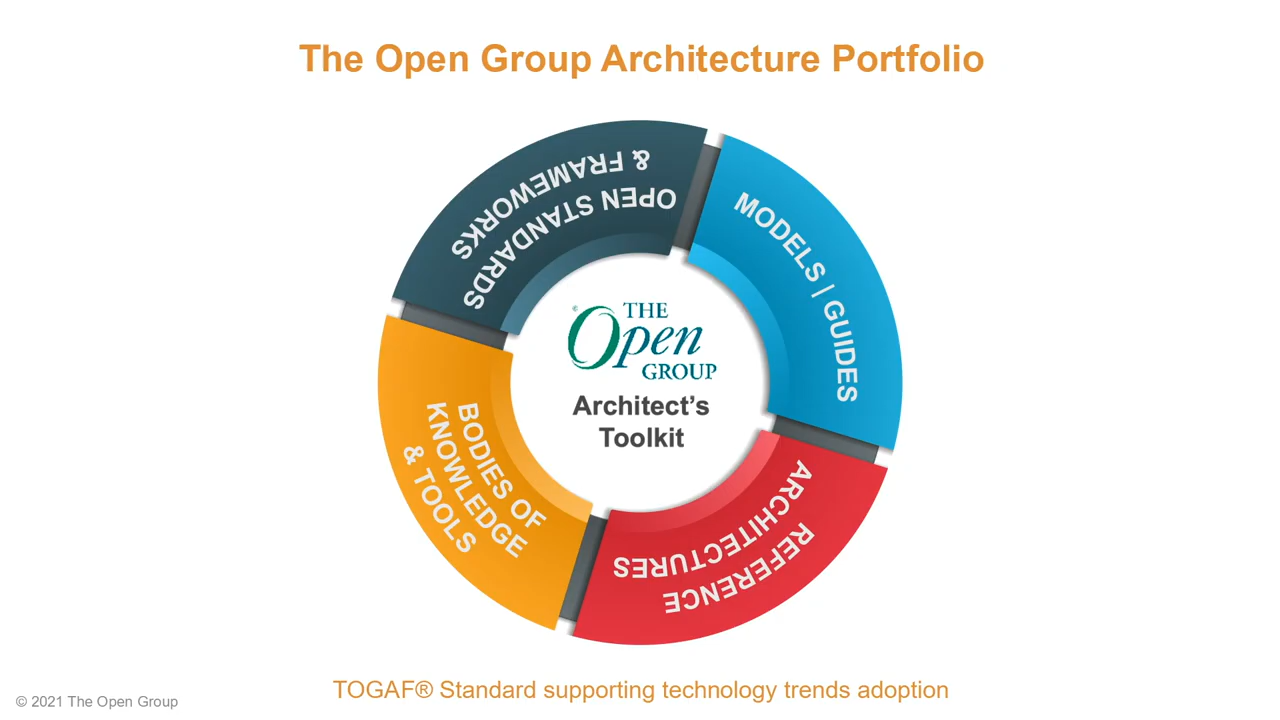 The Open Group Architecture Portfolio
OPEN STANDARDS
& FRAMEWORKS
MODELS | GUIDES
THE
Open
GROUP
®
Architect's
Toolkit
BODIES OF
KNOWLEDGE
& TOOLS
REFERENCE
ARCHITECTURES
TOGAF® Standard supporting technology trends adoption
© 2021 The Open Group